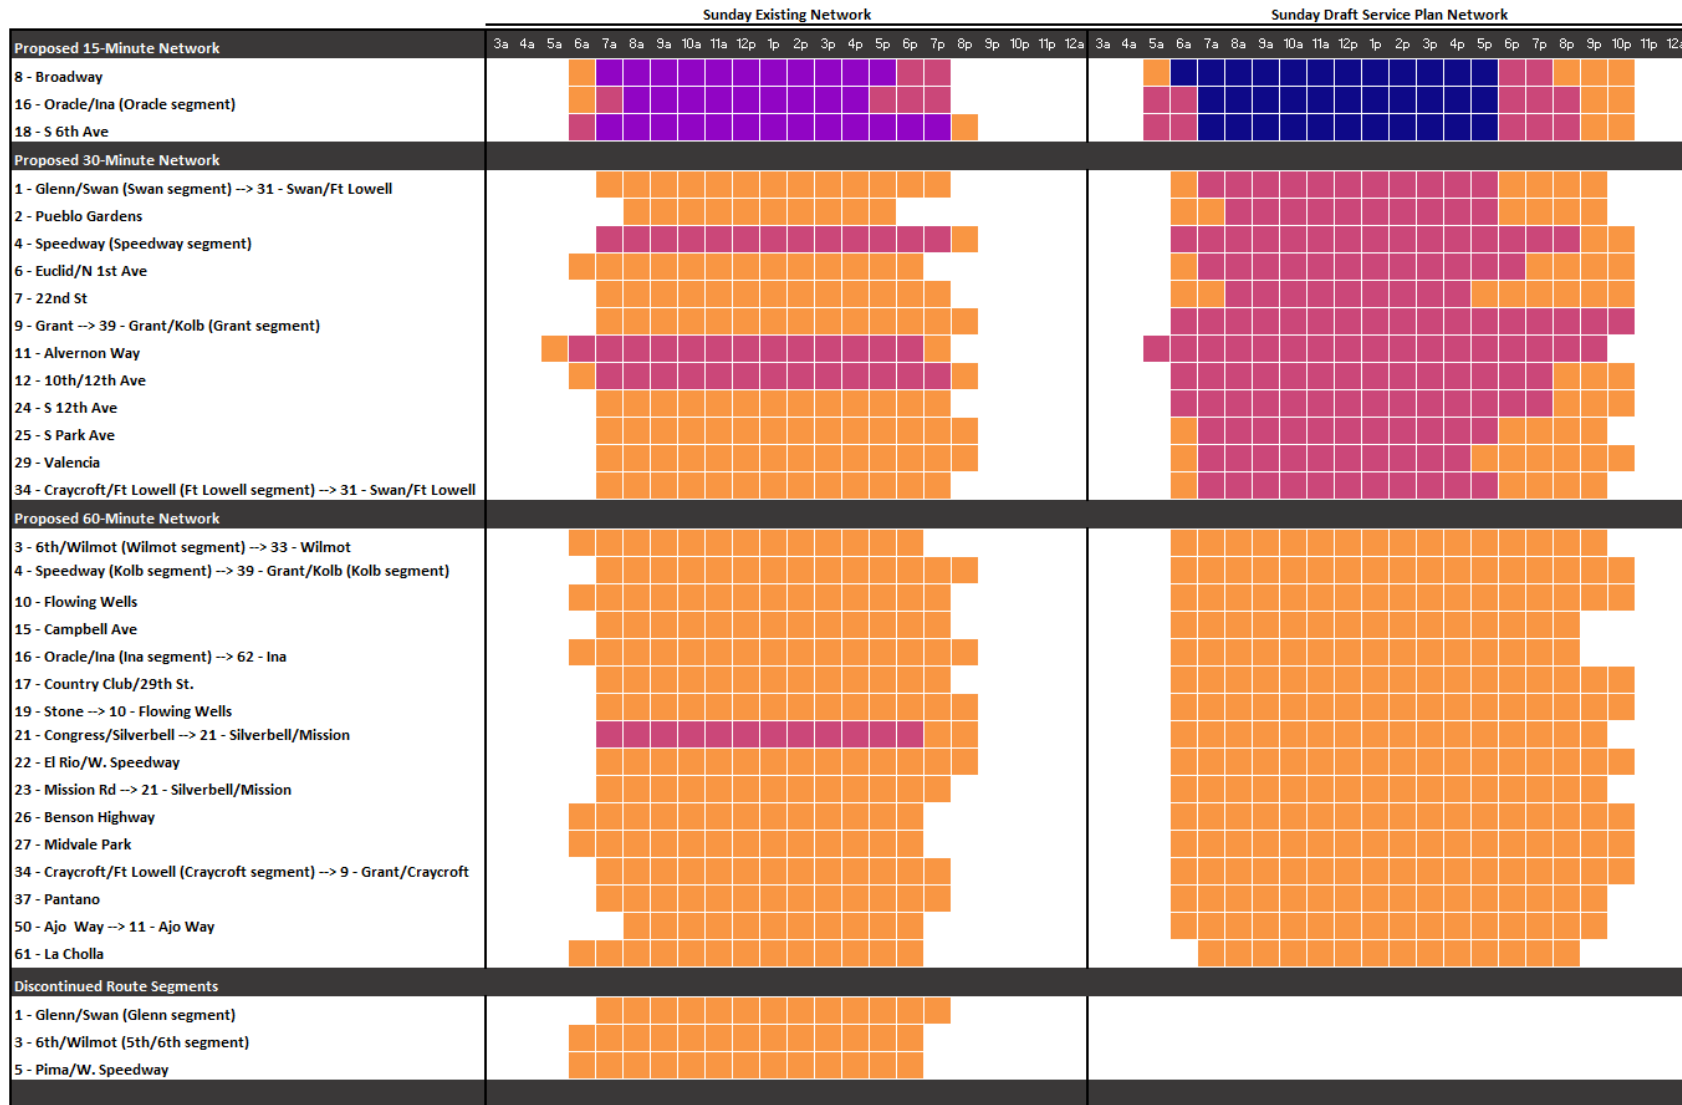 Sunday Existing Network Sunday Draft Service Plan Network
Proposed 15-Minute Network 3a 4a 5a 6a 7a 8a 9a 10a 11a 12p 1p 2p 3p 4p 5p 6p 7p 8p 9p 10p 11p 12a 3a 4a 5a 6a 7a 8a 9a 10a 11a 12p 1p 2p 3p 4p 5p 6p 7p 8p 9p 10p 11p 12a
8 - Broadway
16 - Oracle/Ina (Oracle segment)
18 - S 6th Ave
Proposed 30-Minute Network
1 - Glenn/Swan (Swan segment) --> 31 - Swan/Ft Lowell
2 - Pueblo Gardens
4 - Speedway (Speedway segment)
6 - Euclid/N 1st Ave
7 - 22nd St
9 - Grant --> 39 - Grant/Kolb (Grant segment)
11 - Alvernon Way
12 - 10th/12th Ave
24 - S 12th Ave
25 - S Park Ave
29 - Valencia
34 - Craycroft/Ft Lowell (Ft Lowell segment) --> 31 - Swan/Ft Lowell
Proposed 60-Minute Network
3 - 6th/Wilmot (Wilmot segment) --> 33 - Wilmot
4 - Speedway (Kolb segment) --> 39 - Grant/Kolb (Kolb segment)
10 - Flowing Wells
15 - Campbell Ave
16 - Oracle/Ina (Ina segment) --> 62 - Ina
17 - Country Club/29th St.
19 - Stone --> 10 - Flowing Wells
21 - Congress/Silverbell --> 21 - Silverbell/Mission
22 - El Rio/W. Speedway
23 - Mission Rd --> 21 - Silverbell/Mission
26 - Benson Highway
27 - Midvale Park
34 - Craycroft/Ft Lowell (Craycroft segment) --> 9 - Grant/Craycroft
37 - Pantano
50 - Ajo  Way --> 11 - Ajo Way
61 - La Cholla
Discontinued Route Segments
1 - Glenn/Swan (Glenn segment)
3 - 6th/Wilmot (5th/6th segment)
5 - Pima/W. Speedway